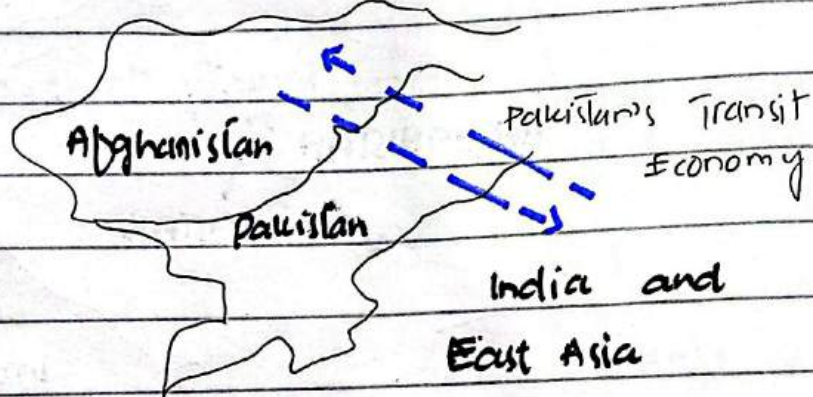 Pakistan's Transit
Economy
Afghanistan
Pakistan
India and
East Asia